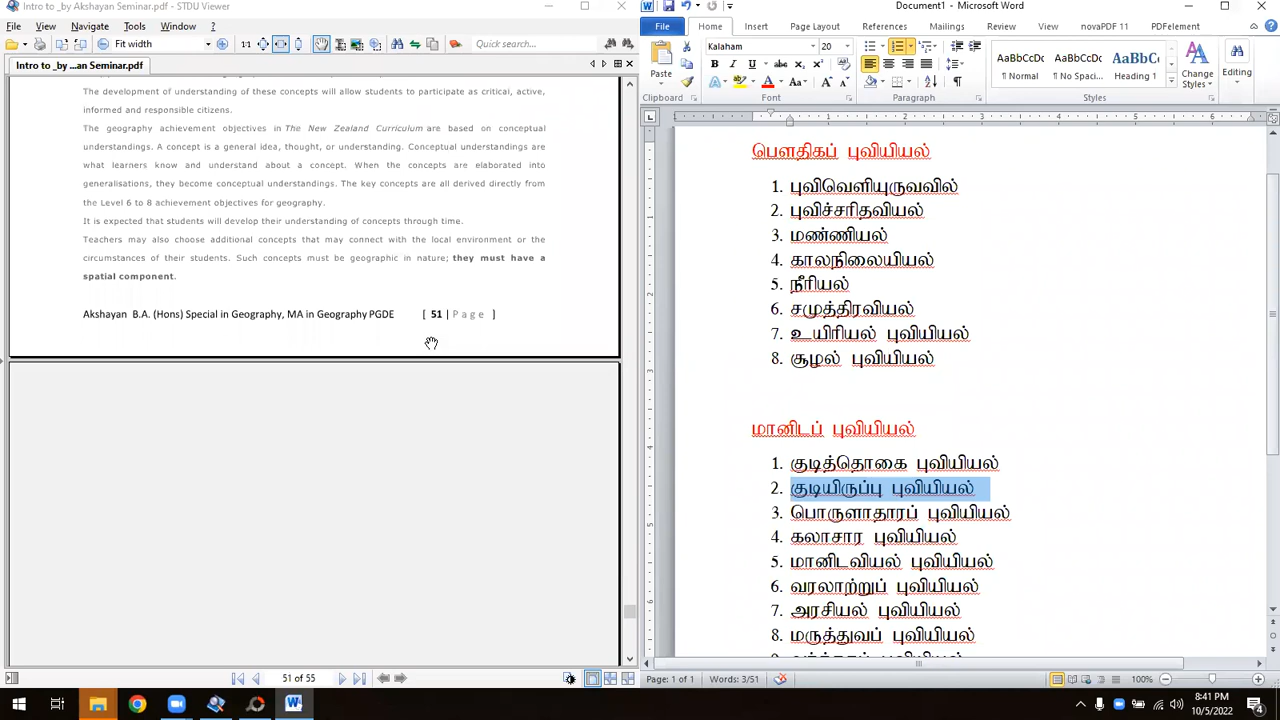 Intro to _by Akshayan Seminar.pdf - STDU Viewer
File View Navigate Tools Window Help ?
Fit width
Quick search...
Intro to _by ...an Seminar.pdf
The development of understanding of these concepts will allow students to participate as critical, active,
informed and responsible citizens.
The geography achievement objectives in The New Zealand Curriculum are based on conceptual
understandings. A concept is a general idea, thought, or understanding. Conceptual understandings are
what learners know and understand about a concept. When the concepts are elaborated into
generalisations, they become conceptual understandings. The key concepts are all derived directly from
the Level 6 to 8 achievement objectives for geography.
It is expected that students will develop their understanding of concepts through time.
Teachers may also choose additional concepts that may connect with the local environment or the
circumstances of their students. Such concepts must be geographic in nature; they must have a
spatial component.
Akshayan B.A. (Hons) Special in Geography, MA in Geography PGDE [ 51 | Page ]
51 of 55
Document1 - Microsoft Word
File Home Insert Page Layout References Mailings Review View novaPDF 11 PDFelement
Paste
Clipboard
Kalaham 20
Font
Paragraph
AaBbCcDc AaBbCcDc AaBbC
¶ Normal ¶ No Spaci... Heading 1
Change Styles
Styles
Editing
பௌதிகப் புவியியல்
1. புவிவெளியுருவவில்
2. புவிச்சரிதவியல்
3. மண்ணியல்
4. காலநிலையியல்
5. நீரியல்
6. சமுத்திரவியல்
7. உயிரியல் புவியியல்
8. சூழல் புவியியல்
மானிடப் புவியியல்
1. குடித்தொகை புவியியல்
2. குடியிருப்பு புவியியல்
3. பொருளாதாரப் புவியியல்
4. கலாசார புவியியல்
5. மானிடவியல் புவியியல்
6. வரலாற்றுப் புவியியல்
7. அரசியல் புவியியல்
8. மருத்துவப் புவியியல்
Page: 1 of 1 Words: 3/51 100%
8:41 PM
10/5/2022